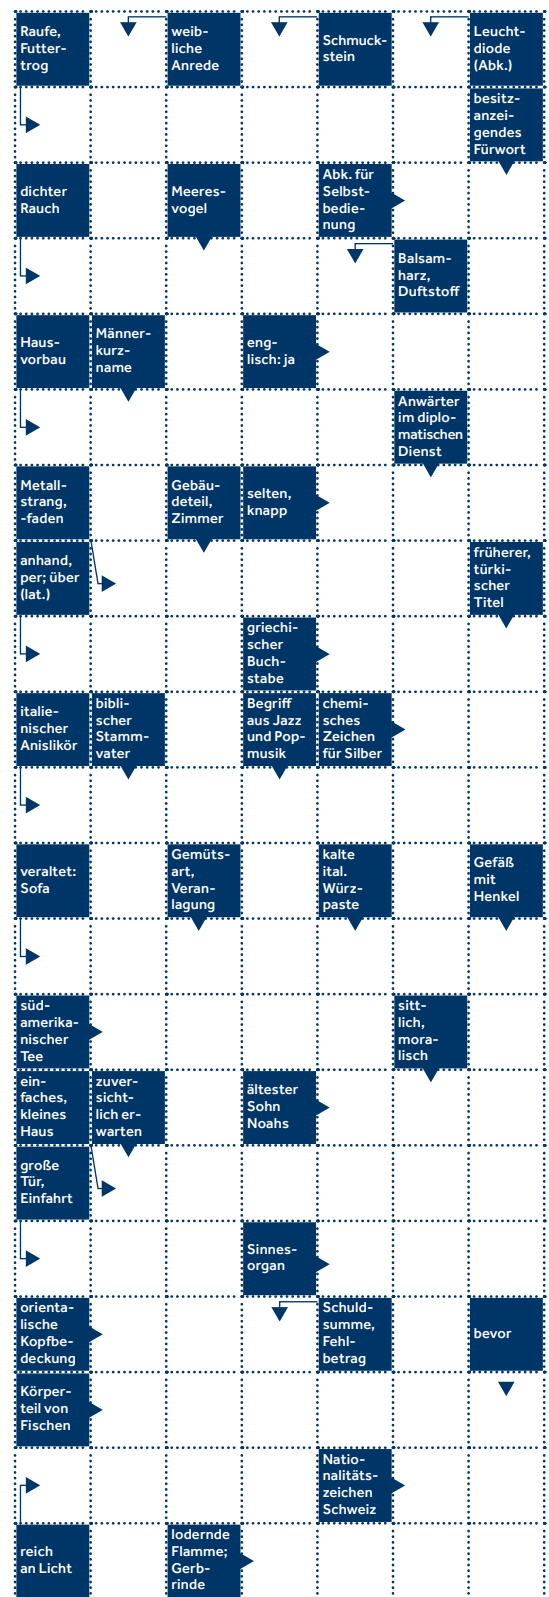 Raufe,
Futter-
trog
weib-
liche
Anrede
Schmuck-
stein
Leucht-
diode
(Abk.)
besitz-
anzei-
gendes
Fürwort
dichter
Rauch
Meeres-
vogel
Abk. für
Selbst-
bedie-
nung
Balsam-
harz,
Duftstoff
Haus-
vorbau
Männer-
kurz-
name
eng-
lisch: ja
Anwärter
im diplo-
matischen
Dienst
Metall-
strang,
-faden
Gebäu-
deteil,
Zimmer
selten,
knapp
anhand,
per; über
(lat.)
früherer,
türki-
scher
Titel
griechi-
scher
Buch-
stabe
italie-
nischer
Anislikör
bibli-
scher
Stamm-
vater
Begriff
aus Jazz
und Pop-
musik
chemi-
sches
Zeichen
für Silber
veraltet:
Sofa
Gemüts-
art,
Veran-
lagung
kalte
ital.
Würz-
paste
Gefäß
mit
Henkel
süd-
amerika-
nischer
Tee
sitt-
lich,
mora-
lisch
ein-
faches,
kleines
Haus
zuver-
sicht-
lich er-
warten
ältester
Sohn
Noahs
große
Tür,
Einfahrt
Sinnes-
organ
orienta-
lische
Kopfbe-
deckung
Schuld-
summe,
Fehl-
betrag
bevor
Körper-
teil von
Fischen
Natio-
nalitäts-
zeichen
Schweiz
reich
an Licht
lodernde
Flamme;
Gerb-
rinde